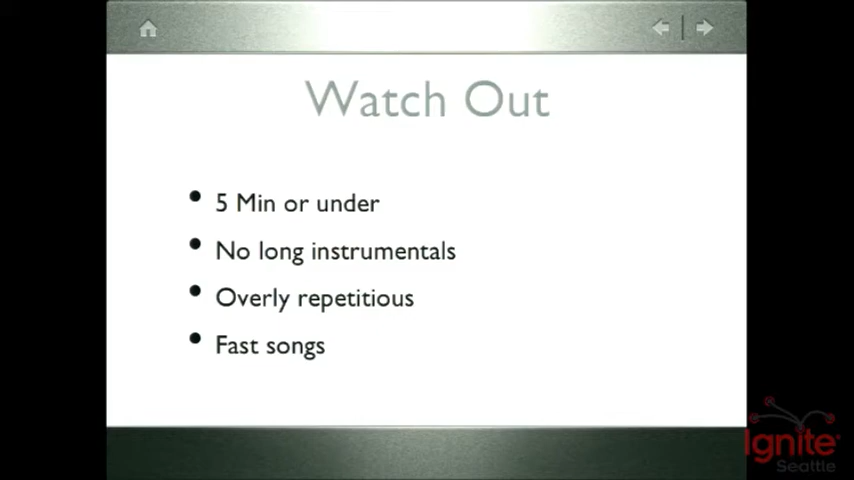 Watch Out
5 Min or under
No long instrumentals
Overly repetitious
Fast songs
Ignite
Seattle